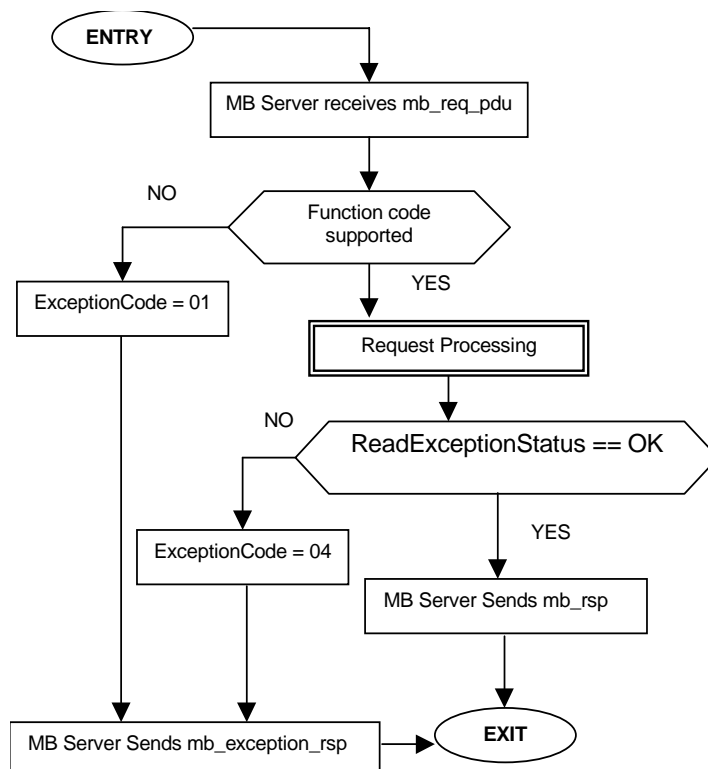 ENTRY
MB Server receives mb_req_pdu
NO
Function code
supported
YES
ExceptionCode = 01
Request Processing
NO
ReadExceptionStatus == OK
YES
ExceptionCode = 04
MB Server Sends mb_rsp
MB Server Sends mb_exception_rsp
EXIT